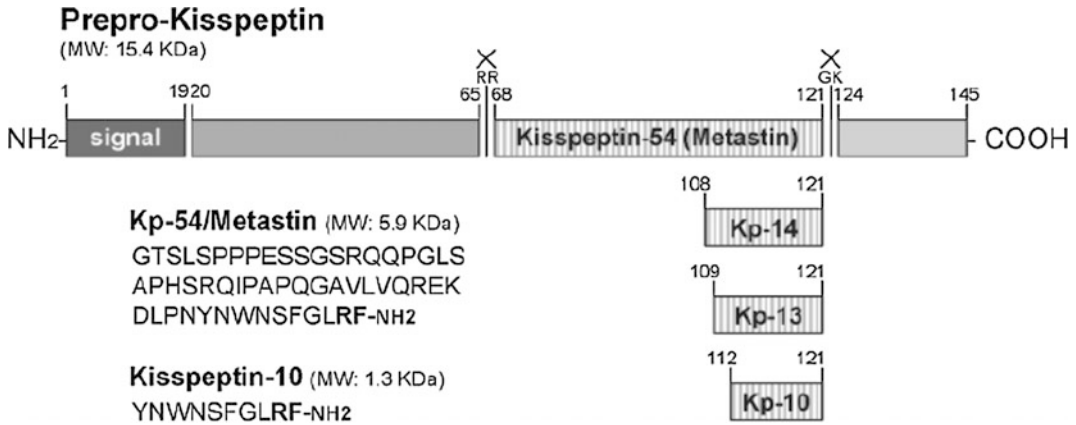 Prepro-Kisspeptin
(MW: 15.4 KDa)
RR GK
1 19 20 65 68 121 124 145
NH2- signal Kisspeptin-54 (Metastin) - COOH
108 121
Kp-54/Metastin (MW: 5.9 KDa) Kp-14
GTSLSPPPESSGSRQQPGLS
109 121
APHSRQIPAPQGAVLVQREK
DLPNYNWNSFGLRF-NH2 Kp-13
112 121
Kisspeptin-10 (MW: 1.3 KDa)
YNWNSFGLRF-NH2 Kp-10